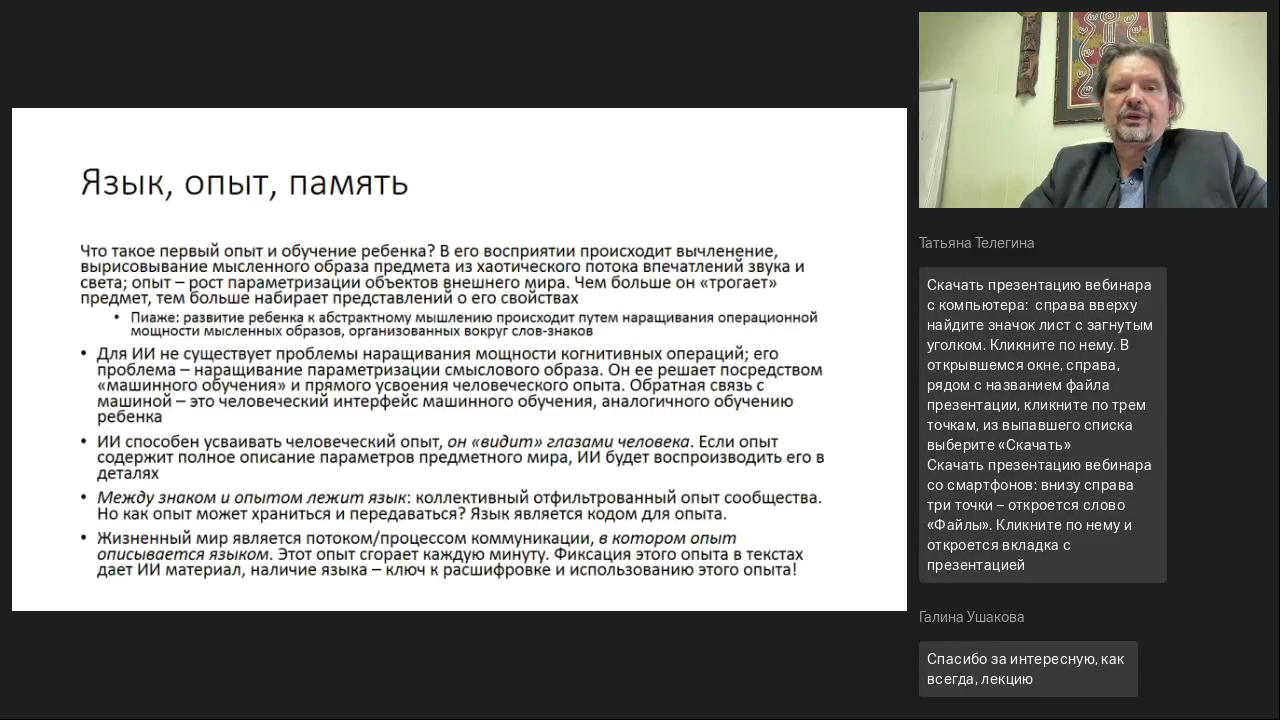 Язык, опыт, память
Что такое первый опыт и обучение ребенка? В его восприятии происходит вычленение,
вырисовывание мысленного образа предмета из хаотического потока впечатлений звука и
света; опыт – рост параметризации объектов внешнего мира. Чем больше он «трогает»
предмет, тем больше набирает представлений о его свойствах
• Пиаже: развитие ребенка к абстрактному мышлению происходит путем наращивания операционной
мощности мысленных образов, организованных вокруг слов-знаков
• Для ИИ не существует проблемы наращивания мощности когнитивных операций; его
проблема – наращивание параметризации смыслового образа. Он ее решает посредством
«машинного обучения» и прямого усвоения человеческого опыта. Обратная связь с
машиной – это человеческий интерфейс машинного обучения, аналогичного обучению
ребенка
• ИИ способен усваивать человеческий опыт, он «видит» глазами человека. Если опыт
содержит полное описание параметров предметного мира, ИИ будет воспроизводить его в
деталях
• Между знаком и опытом лежит язык: коллективный отфильтрованный опыт сообщества.
Но как опыт может храниться и передаваться? Язык является кодом для опыта.
• Жизненный мир является потоком/процессом коммуникации, в котором опыт
описывается языком. Этот опыт сгорает каждую минуту. Фиксация этого опыта в текстах
дает ИИ материал, наличие языка – ключ к расшифровке и использованию этого опыта!
Татьяна Телегина
Скачать презентацию вебинара
с компьютера: справа вверху
найдите значок лист с загнутым
уголком. Кликните по нему. В
открывшемся окне, справа,
рядом с названием файла
презентации, кликните по трем
точкам, из выпавшего списка
выберите «Скачать»
Скачать презентацию вебинара
со смартфонов: внизу справа
три точки – откроется слово
«Файлы». Кликните по нему и
откроется вкладка с
презентацией
Галина Ушакова
Спасибо за интересную, как
всегда, лекцию